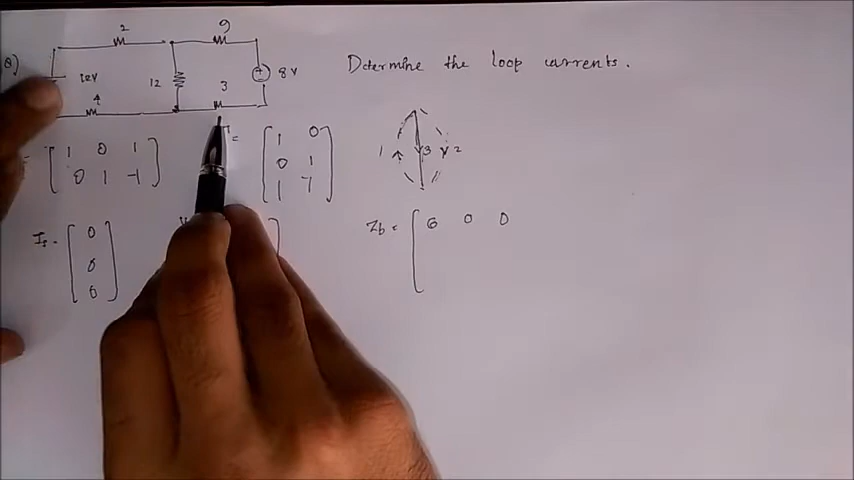 Q)
2
9
12V
12
3
8V
4
Determine the loop currents.
= [ 1 0 1
0 1 -1 ]
= [ 1 0
0 1
1 -1 ]
1 3 2
Is = [ 0
0
0 ]
Zb = [ 6 0 0